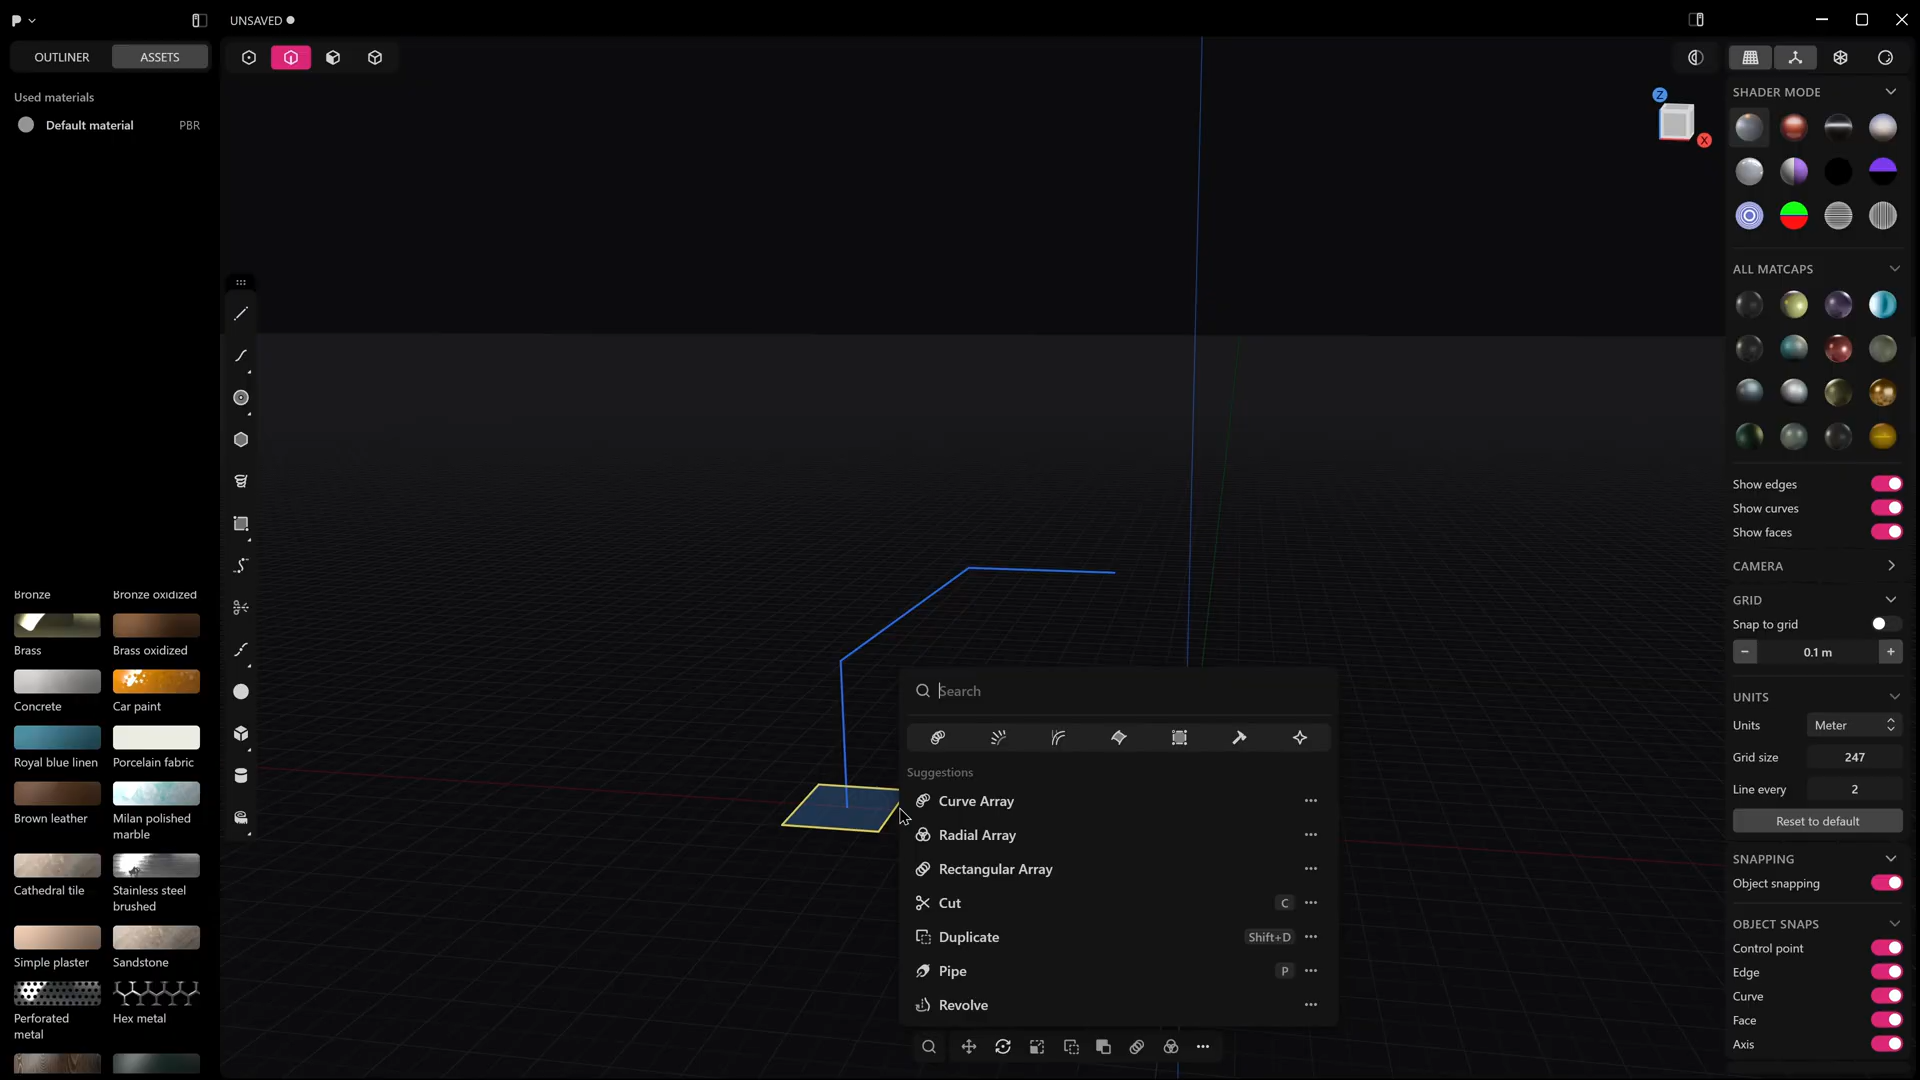 UNSAVED
OUTLINER
ASSETS
Used materials
Default material
PBR
Bronze
Bronze oxidized
Brass
Brass oxidized
Concrete
Car paint
Royal blue linen
Porcelain fabric
Brown leather
Milan polished
marble
Cathedral tile
Stainless steel
brushed
Simple plaster
Sandstone
Perforated
metal
Hex metal
Z
X
Search
Suggestions
Curve Array
Radial Array
Rectangular Array
Cut
C
Duplicate
Shift+D
Pipe
P
Revolve
SHADER MODE
ALL MATCAPS
Show edges
Show curves
Show faces
CAMERA
GRID
Snap to grid
0.1 m
UNITS
Units
Meter
Grid size
247
Line every
2
Reset to default
SNAPPING
Object snapping
OBJECT SNAPS
Control point
Edge
Curve
Face
Axis